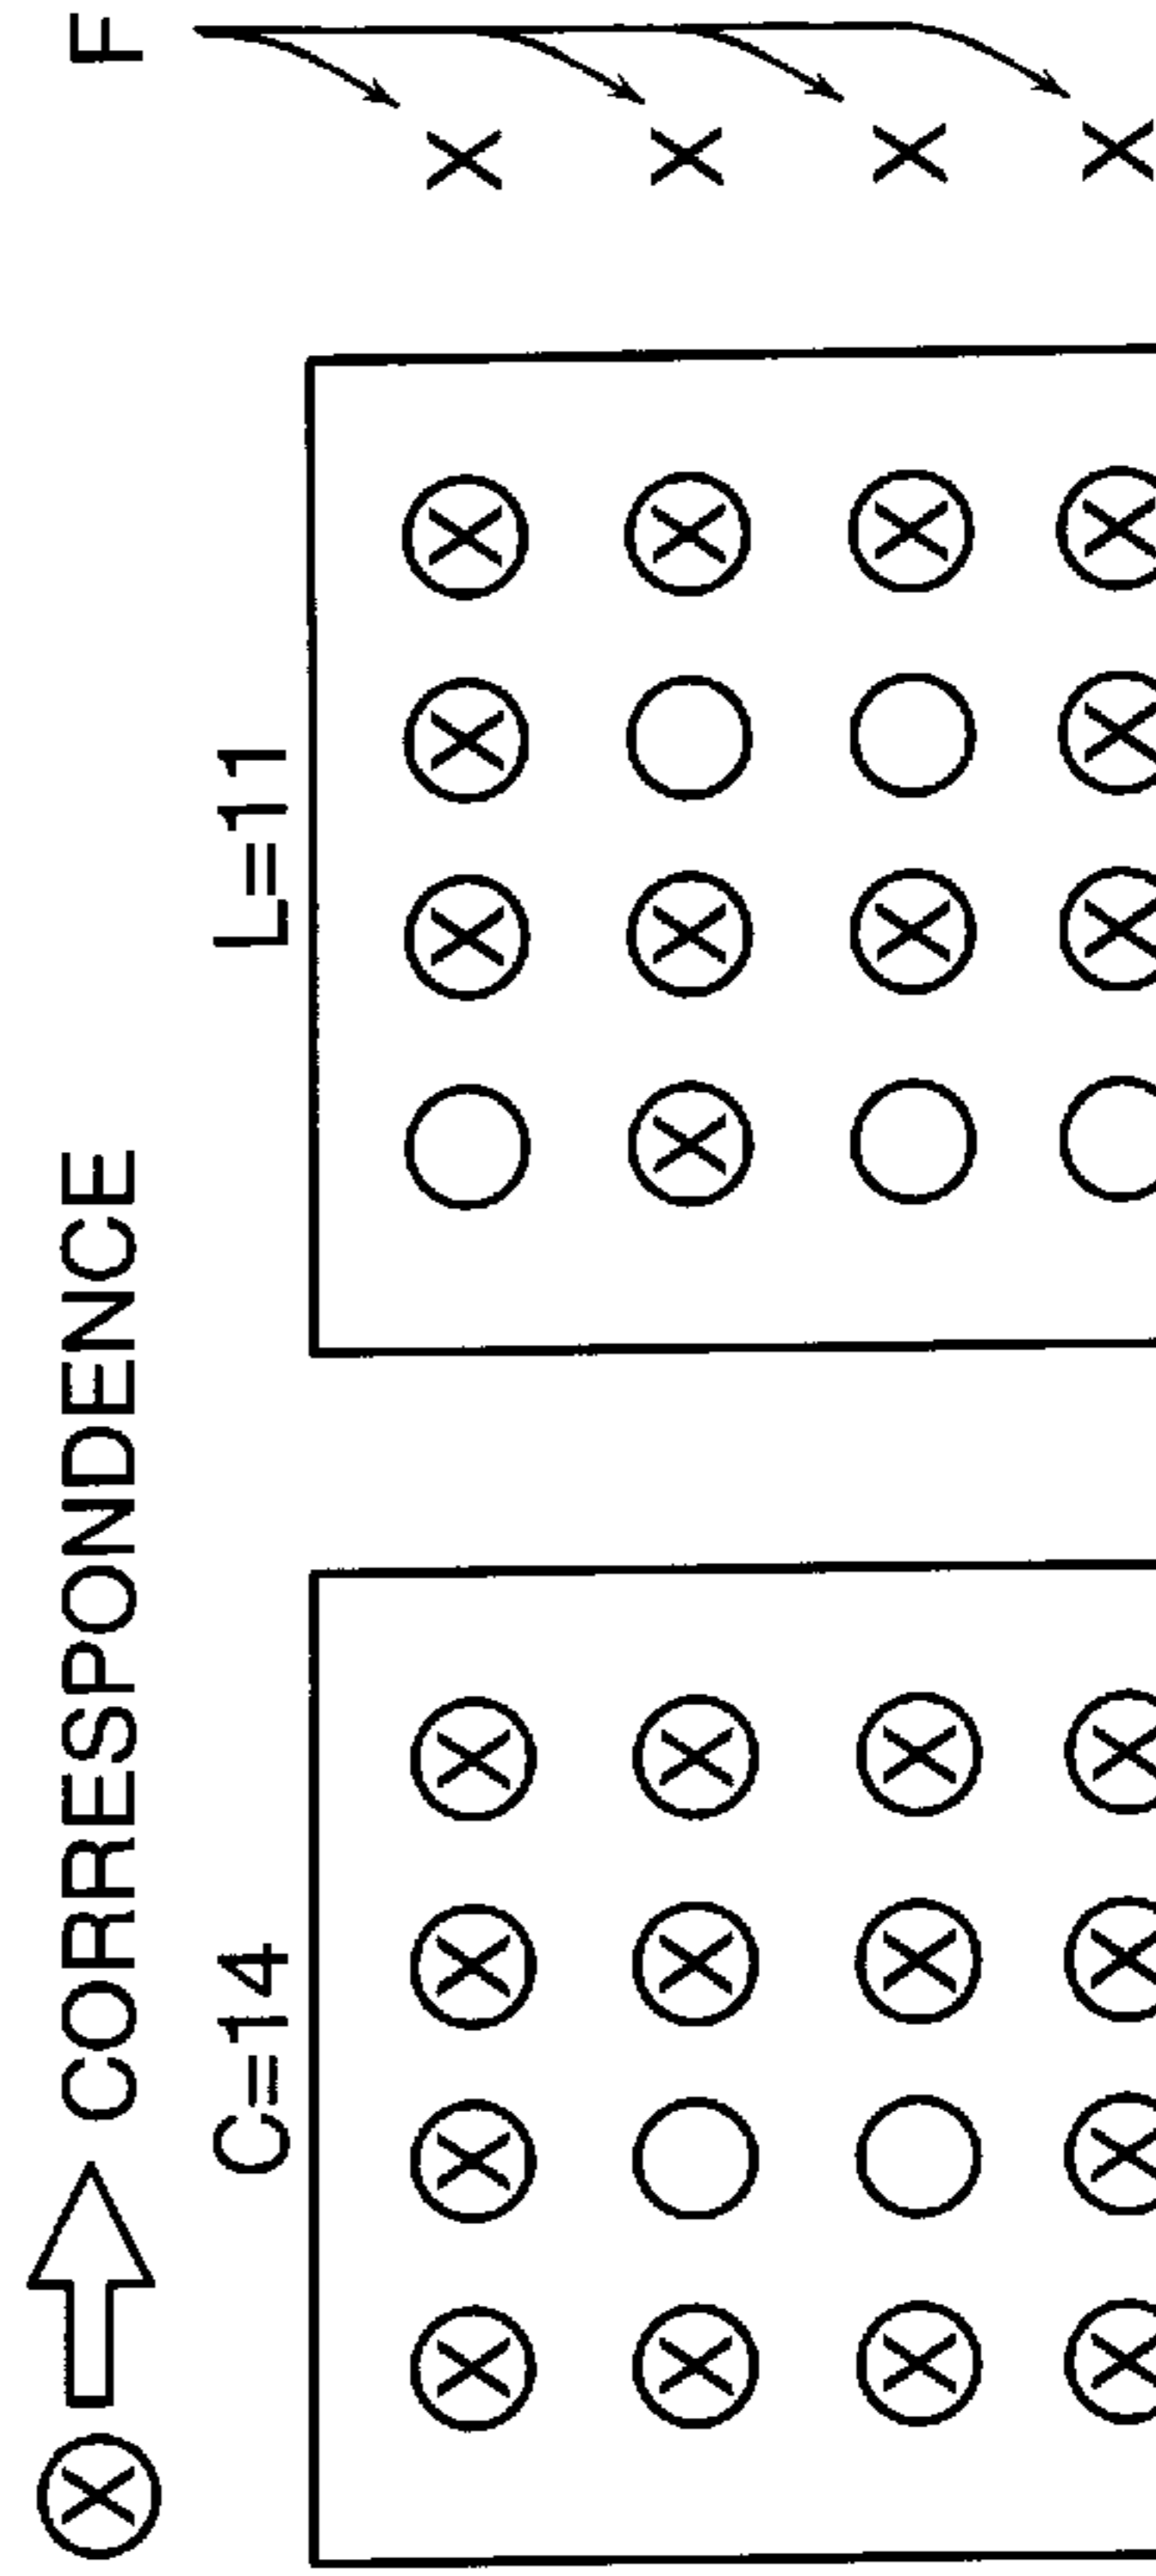 ⊗ ⇨ CORRESPONDENCE
C=14
L=11
F
X
X
X
X